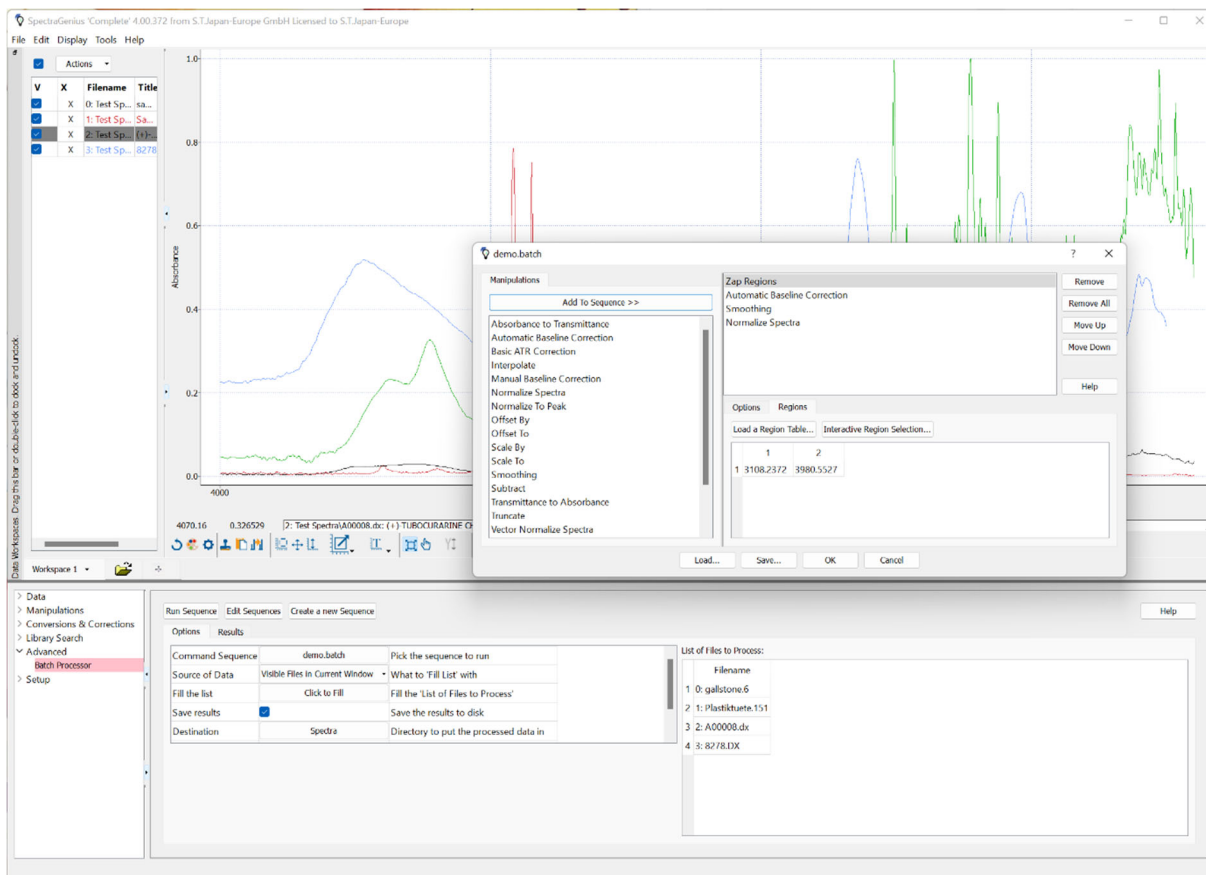 SpectraGenius 'Complete' 4.00.372 from S.T.Japan-Europe GmbH Licensed to S.T.Japan-Europe
File Edit Display Tools Help
Actions
V X Filename Title
X 0: Test Sp... sa...
X 1: Test Sp... Sa...
X 2: Test Sp... (+)-...
X 3: Test Sp... 8278
Data Workspaces: Drag this bar or double-click to dock and undock.
Absorbance
1.0
0.8
0.6
0.4
0.2
0.0
4000
4070.16 0.326529 2: Test Spectra\A00008.dx: (+) TUBOCURARINE CH
Workspace 1
demo.batch
?
Manipulations
Add To Sequence >>
Absorbance to Transmittance
Automatic Baseline Correction
Basic ATR Correction
Interpolate
Manual Baseline Correction
Normalize Spectra
Normalize To Peak
Offset By
Offset To
Scale By
Scale To
Smoothing
Subtract
Transmittance to Absorbance
Truncate
Vector Normalize Spectra
Zap Regions
Automatic Baseline Correction
Smoothing
Normalize Spectra
Remove
Remove All
Move Up
Move Down
Help
Options Regions
Load a Region Table... Interactive Region Selection...
1 2
1 3108.2372 3980.5527
Load... Save... OK Cancel
Data
Manipulations
Conversions & Corrections
Library Search
Advanced
Batch Processor
Setup
Run Sequence Edit Sequences Create a new Sequence
Help
Options Results
Command Sequence demo.batch Pick the sequence to run
Source of Data Visible Files in Current Window What to 'Fill List' with
Fill the list Click to Fill Fill the 'List of Files to Process'
Save results Save the results to disk
Destination Spectra Directory to put the processed data in
List of Files to Process:
Filename
1 0: gallstone.6
2 1: Plastiktuete.151
3 2: A00008.dx
4 3: 8278.DX